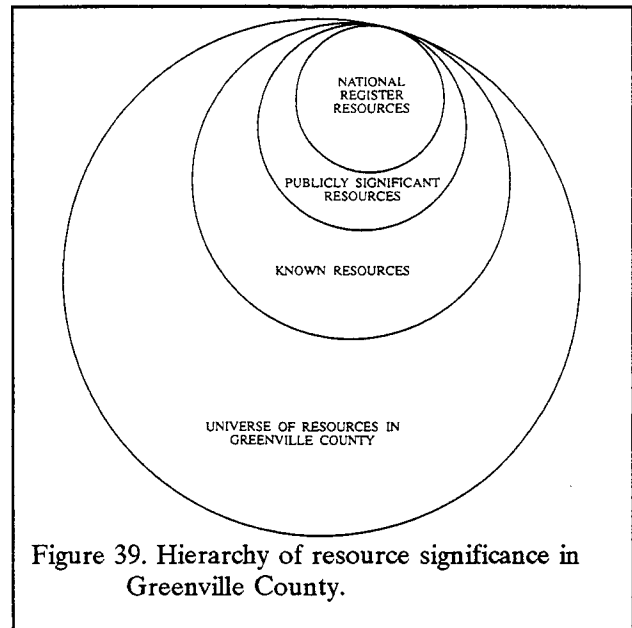 NATIONAL
REGISTER
RESOURCES
PUBLICLY SIGNIFICANT
RESOURCES
KNOWN RESOURCES
UNIVERSE OF RESOURCES IN
GREENVILLE COUNTY
Figure 39. Hierarchy of resource significance in
Greenville County.